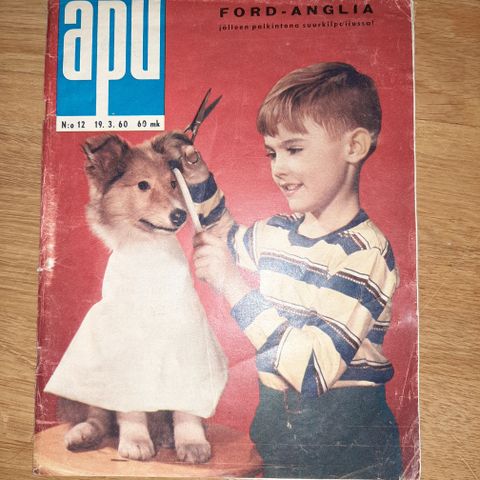 apu
FORD-ANGLIA
jälleen palkintona suurkilpailussa!
N:o 12 19. 3. 60 60 mk